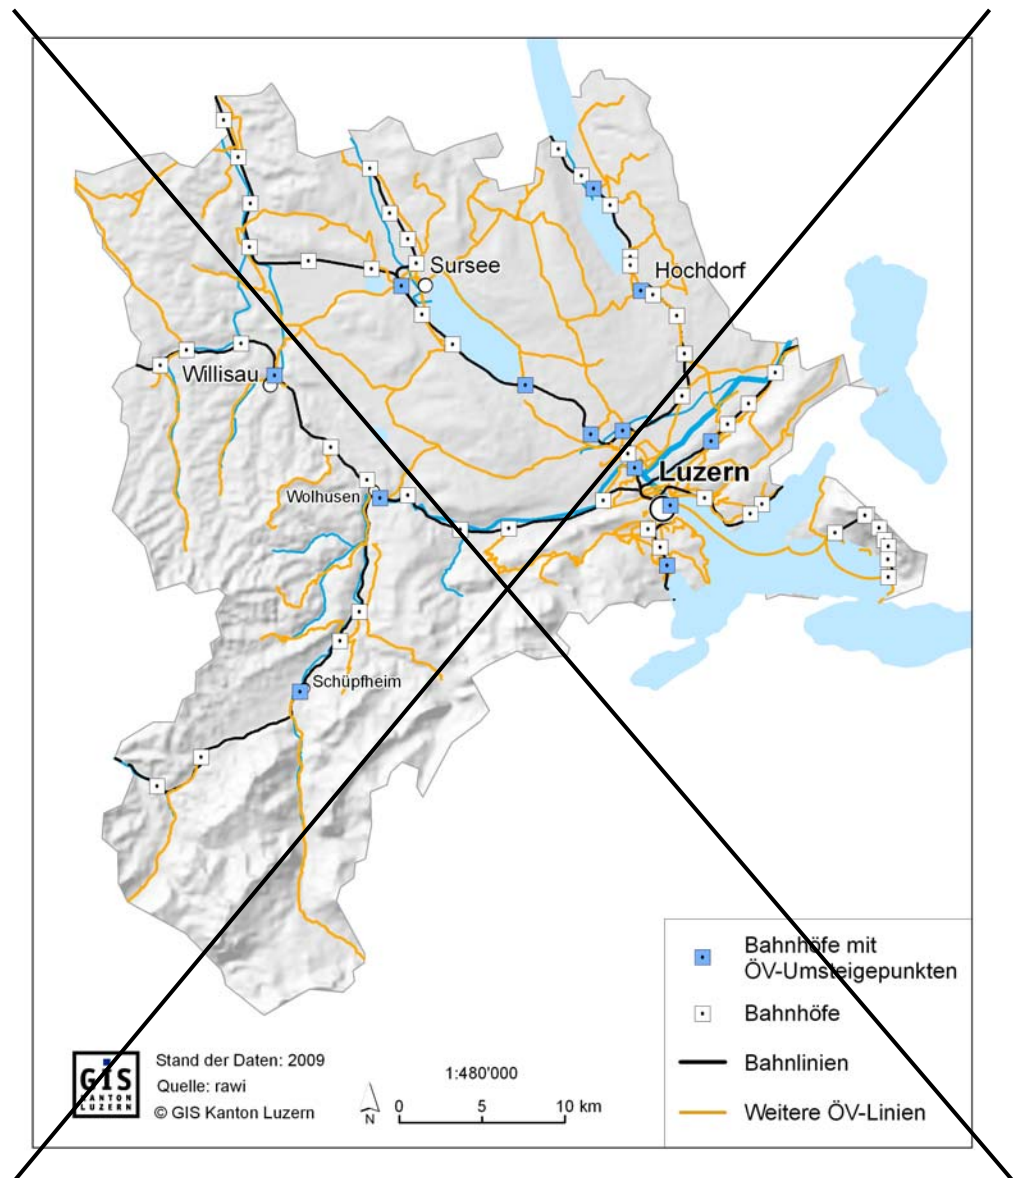 Sursee
Hochdorf
Willisau
Luzern
Wolhusen
Schüpfheim
Bahnhöfe mit
ÖV-Umsteigepunkten
Bahnhöfe
Bahnlinien
Weitere ÖV-Linien
GIS
KANTON
LUZERN
Stand der Daten: 2009
Quelle: rawi
© GIS Kanton Luzern
N
1:480'000
0 5 10 km